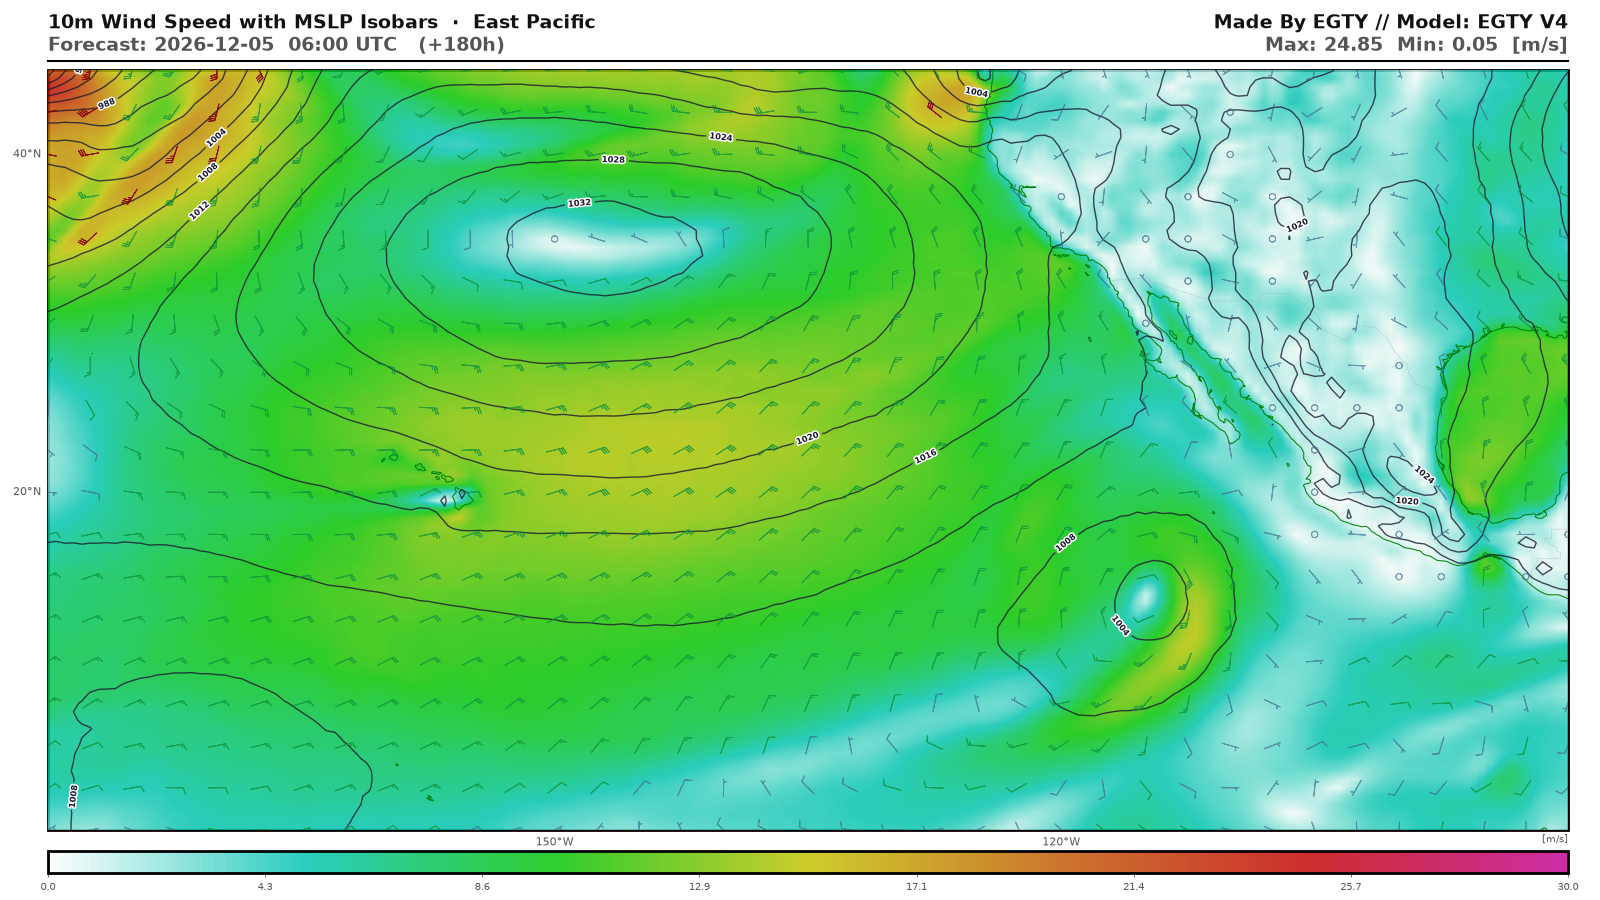 10m Wind Speed with MSLP Isobars · East Pacific
Made By EGTY // Model: EGTY V4
Forecast: 2026-12-05 06:00 UTC (+180h)
Max: 24.85 Min: 0.05 [m/s]
988
1004
1004
1008
1012
1024
1028
1032
1020
40°N
1020
1016
1024
1020
20°N
1008
1004
1008
150°W
120°W
[m/s]
0.0
4.3
8.6
12.9
17.1
21.4
25.7
30.0